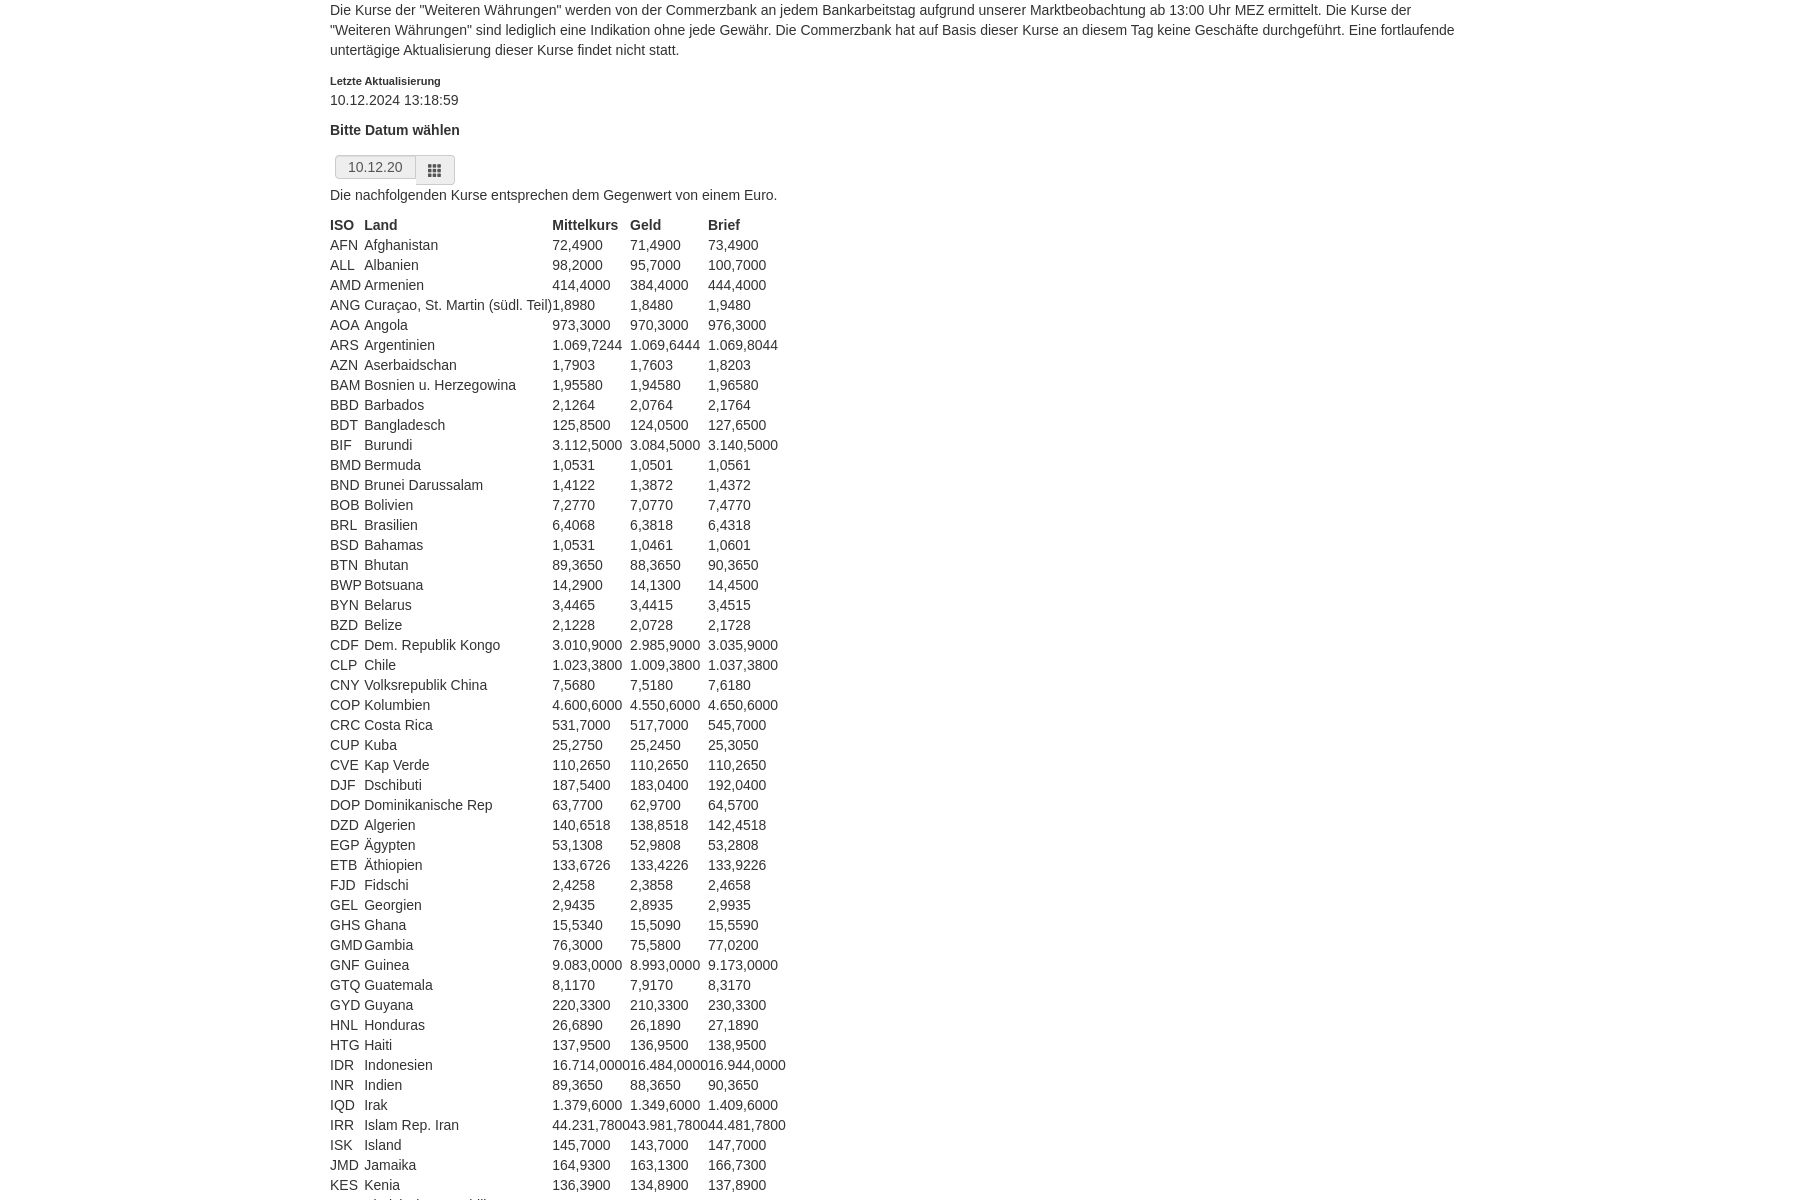 Die Kurse der "Weiteren Währungen" werden von der Commerzbank an jedem Bankarbeitstag aufgrund unserer Marktbeobachtung ab 13:00 Uhr MEZ ermittelt. Die Kurse der
"Weiteren Währungen" sind lediglich eine Indikation ohne jede Gewähr. Die Commerzbank hat auf Basis dieser Kurse an diesem Tag keine Geschäfte durchgeführt. Eine fortlaufende
untertägige Aktualisierung dieser Kurse findet nicht statt.
Letzte Aktualisierung
10.12.2024 13:18:59
Bitte Datum wählen
10.12.20
Die nachfolgenden Kurse entsprechen dem Gegenwert von einem Euro.
ISO Land Mittelkurs Geld Brief
AFN Afghanistan 72,4900 71,4900 73,4900
ALL Albanien 98,2000 95,7000 100,7000
AMD Armenien 414,4000 384,4000 444,4000
ANG Curaçao, St. Martin (südl. Teil) 1,8980 1,8480 1,9480
AOA Angola 973,3000 970,3000 976,3000
ARS Argentinien 1.069,7244 1.069,6444 1.069,8044
AZN Aserbaidschan 1,7903 1,7603 1,8203
BAM Bosnien u. Herzegowina 1,95580 1,94580 1,96580
BBD Barbados 2,1264 2,0764 2,1764
BDT Bangladesch 125,8500 124,0500 127,6500
BIF Burundi 3.112,5000 3.084,5000 3.140,5000
BMD Bermuda 1,0531 1,0501 1,0561
BND Brunei Darussalam 1,4122 1,3872 1,4372
BOB Bolivien 7,2770 7,0770 7,4770
BRL Brasilien 6,4068 6,3818 6,4318
BSD Bahamas 1,0531 1,0461 1,0601
BTN Bhutan 89,3650 88,3650 90,3650
BWP Botsuana 14,2900 14,1300 14,4500
BYN Belarus 3,4465 3,4415 3,4515
BZD Belize 2,1228 2,0728 2,1728
CDF Dem. Republik Kongo 3.010,9000 2.985,9000 3.035,9000
CLP Chile 1.023,3800 1.009,3800 1.037,3800
CNY Volksrepublik China 7,5680 7,5180 7,6180
COP Kolumbien 4.600,6000 4.550,6000 4.650,6000
CRC Costa Rica 531,7000 517,7000 545,7000
CUP Kuba 25,2750 25,2450 25,3050
CVE Kap Verde 110,2650 110,2650 110,2650
DJF Dschibuti 187,5400 183,0400 192,0400
DOP Dominikanische Rep 63,7700 62,9700 64,5700
DZD Algerien 140,6518 138,8518 142,4518
EGP Ägypten 53,1308 52,9808 53,2808
ETB Äthiopien 133,6726 133,4226 133,9226
FJD Fidschi 2,4258 2,3858 2,4658
GEL Georgien 2,9435 2,8935 2,9935
GHS Ghana 15,5340 15,5090 15,5590
GMD Gambia 76,3000 75,5800 77,0200
GNF Guinea 9.083,0000 8.993,0000 9.173,0000
GTQ Guatemala 8,1170 7,9170 8,3170
GYD Guyana 220,3300 210,3300 230,3300
HNL Honduras 26,6890 26,1890 27,1890
HTG Haiti 137,9500 136,9500 138,9500
IDR Indonesien 16.714,0000 16.484,0000 16.944,0000
INR Indien 89,3650 88,3650 90,3650
IQD Irak 1.379,6000 1.349,6000 1.409,6000
IRR Islam Rep. Iran 44.231,7800 43.981,7800 44.481,7800
ISK Island 145,7000 143,7000 147,7000
JMD Jamaika 164,9300 163,1300 166,7300
KES Kenia 136,3900 134,8900 137,8900